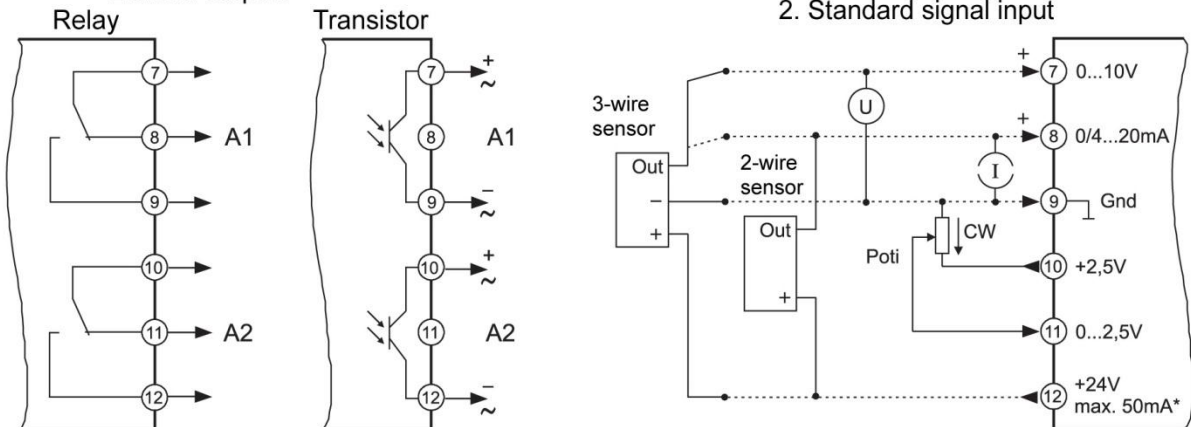 Relay
Transistor
7
8
A1
9
10
11
A2
12
7
+
~
8
A1
9
–
~
10
+
~
11
A2
12
–
~
2. Standard signal input
3-wire
sensor
Out
–
+
2-wire
sensor
Out
+
U
I
Poti
CW
+
7
0...10V
+
8
0/4...20mA
9
Gnd
10
+2,5V
11
0...2,5V
12
+24V
max. 50mA*